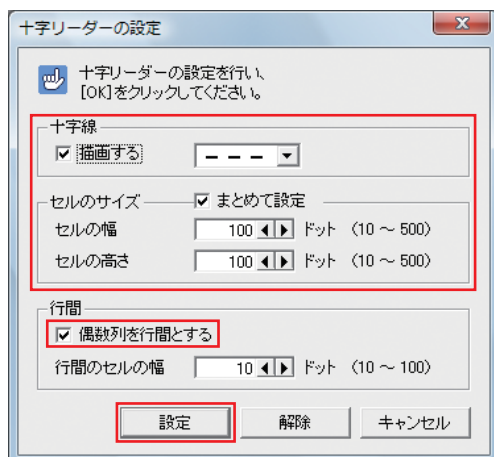 十字リーダーの設定
十字リーダーの設定を行い、
[OK]をクリックしてください。
十字線
描画する
セルのサイズ まとめて設定
セルの幅 100 ドット (10 ～ 500)
セルの高さ 100 ドット (10 ～ 500)
行間
偶数列を行間とする
行間のセルの幅 10 ドット (10 ～ 100)
設定 解除 キャンセル